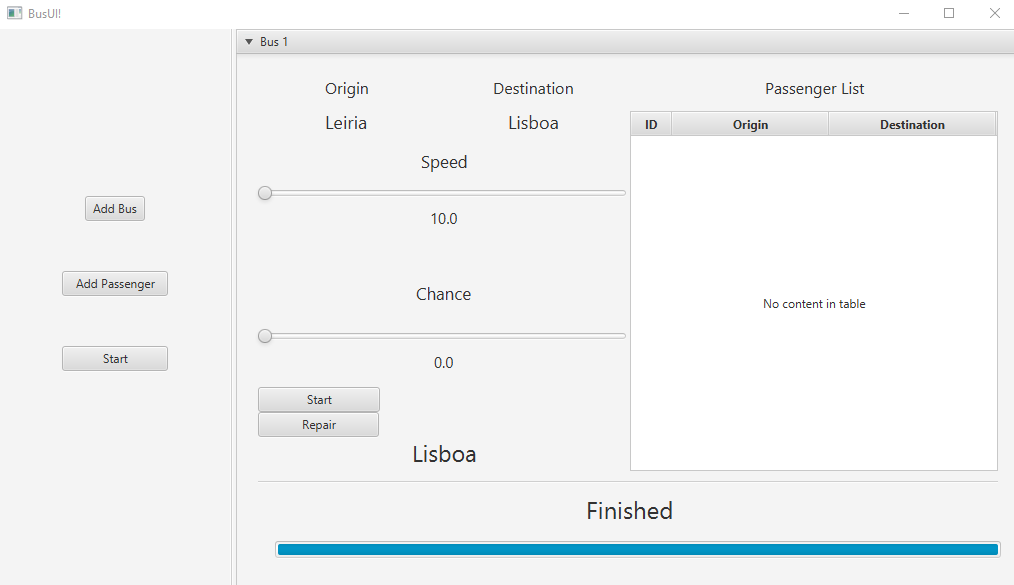 BusUI!
Add Bus
Add Passenger
Start
Bus 1
Origin
Destination
Leiria
Lisboa
Speed
10.0
Chance
0.0
Start
Repair
Lisboa
Passenger List
ID Origin Destination
No content in table
Finished